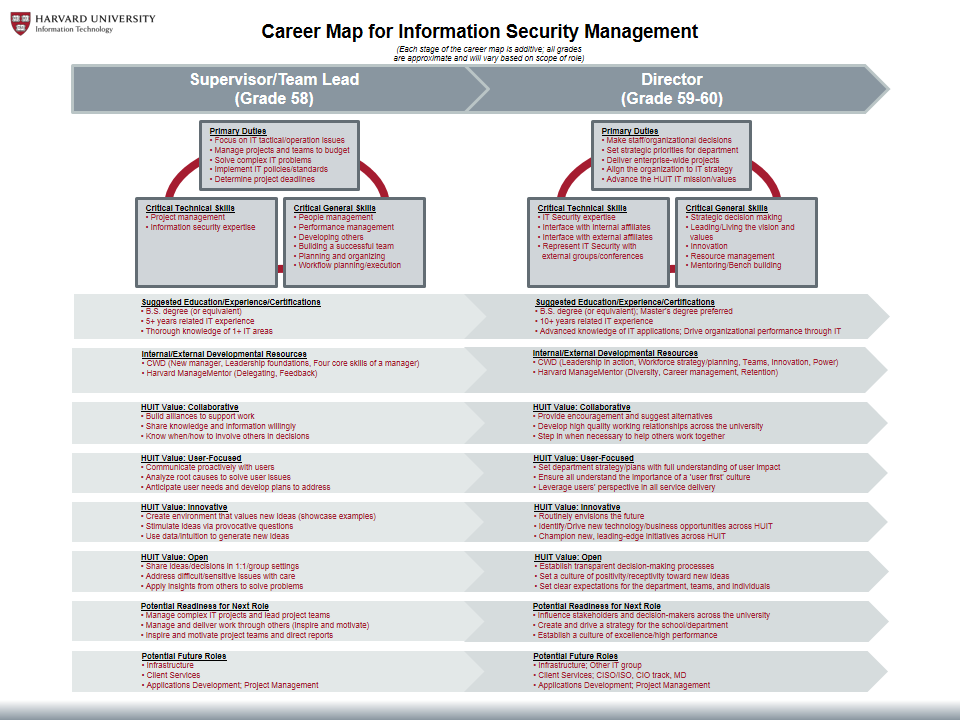 HARVARD UNIVERSITY
Information Technology
Career Map for Information Security Management
(Each stage of the career map is additive; all grades
are approximate and will vary based on scope of role)
Supervisor/Team Lead
(Grade 58)
Director
(Grade 59-60)
Primary Duties
• Focus on IT tactical/operation issues
• Manage projects and teams to budget
• Solve complex IT problems
• Implement IT policies/standards
• Determine project deadlines
Critical Technical Skills
• Project management
• Information security expertise
Critical General Skills
• People management
• Performance management
• Developing others
• Building a successful team
• Planning and organizing
• Workflow planning/execution
Primary Duties
• Make staff/organizational decisions
• Set strategic priorities for department
• Deliver enterprise-wide projects
• Align the organization to IT strategy
• Advance the HUIT IT mission/values
Critical Technical Skills
• IT Security expertise
• Interface with internal affiliates
• Interface with external affiliates
• Represent IT Security with
external groups/conferences
Critical General Skills
• Strategic decision making
• Leading/Living the vision and
values
• Innovation
• Resource management
• Mentoring/Bench building
Suggested Education/Experience/Certifications
• B.S. degree (or equivalent)
• 5+ years related IT experience
• Thorough knowledge of 1+ IT areas
Suggested Education/Experience/Certifications
• B.S. degree (or equivalent); Master's degree preferred
• 10+ years related IT experience
• Advanced knowledge of IT applications; Drive organizational performance through IT
Internal/External Developmental Resources
• CWD (New manager, Leadership foundations, Four core skills of a manager)
• Harvard ManageMentor (Delegating, Feedback)
Internal/External Developmental Resources
• CWD (Leadership in action, Workforce strategy/planning, Teams, Innovation, Power)
• Harvard ManageMentor (Diversity, Career management, Retention)
HUIT Value: Collaborative
• Build alliances to support work
• Share knowledge and information willingly
• Know when/how to involve others in decisions
HUIT Value: Collaborative
• Provide encouragement and suggest alternatives
• Develop high quality working relationships across the university
• Step in when necessary to help others work together
HUIT Value: User-Focused
• Communicate proactively with users
• Analyze root causes to solve user issues
• Anticipate user needs and develop plans to address
HUIT Value: User-Focused
• Set department strategy/plans with full understanding of user impact
• Ensure all understand the importance of a 'user first' culture
• Leverage users' perspective in all service delivery
HUIT Value: Innovative
• Create environment that values new ideas (showcase examples)
• Stimulate ideas via provocative questions
• Use data/intuition to generate new ideas
HUIT Value: Innovative
• Routinely envisions the future
• Identify/Drive new technology/business opportunities across HUIT
• Champion new, leading-edge initiatives across HUIT
HUIT Value: Open
• Share ideas/decisions in 1:1/group settings
• Address difficult/sensitive issues with care
• Apply insights from others to solve problems
HUIT Value: Open
• Establish transparent decision-making processes
• Set a culture of positivity/receptivity toward new ideas
• Set clear expectations for the department, teams, and individuals
Potential Readiness for Next Role
• Manage complex IT projects and lead project teams
• Manage and deliver work through others (inspire and motivate)
• Inspire and motivate project teams and direct reports
Potential Readiness for Next Role
• Influence stakeholders and decision-makers across the university
• Create and drive a strategy for the school/department
• Establish a culture of excellence/high performance
Potential Future Roles
• Infrastructure
• Client Services
• Applications Development; Project Management
Potential Future Roles
• Infrastructure; Other IT group
• Client Services; CISO/ISO, CIO track, MD
• Applications Development; Project Management